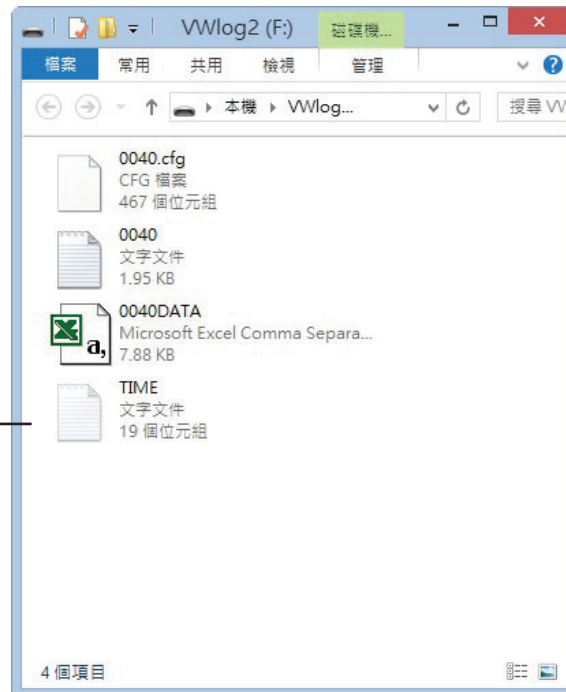 VWlog2 (F:)
磁碟機...
檔案 常用 共用 檢視 管理
本機 VWlog...
搜尋 VW
0040.cfg
CFG 檔案
467 個位元組
0040
文字文件
1.95 KB
0040DATA
Microsoft Excel Comma Separa...
7.88 KB
TIME
文字文件
19 個位元組
4 個項目